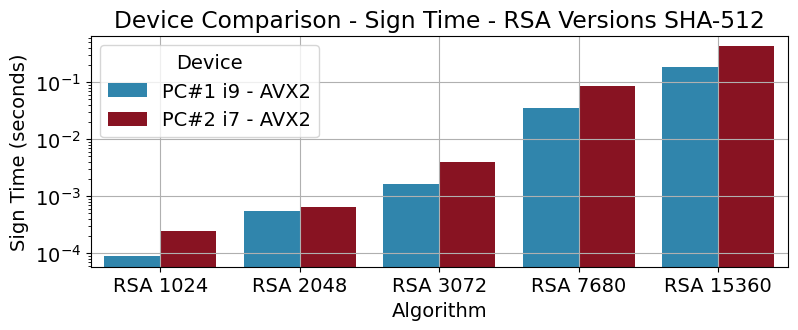 Device Comparison - Sign Time - RSA Versions SHA-512
Sign Time (seconds)
10⁻¹
10⁻²
10⁻³
10⁻⁴
Device
PC#1 i9 - AVX2
PC#2 i7 - AVX2
RSA 1024 RSA 2048 RSA 3072 RSA 7680 RSA 15360
Algorithm